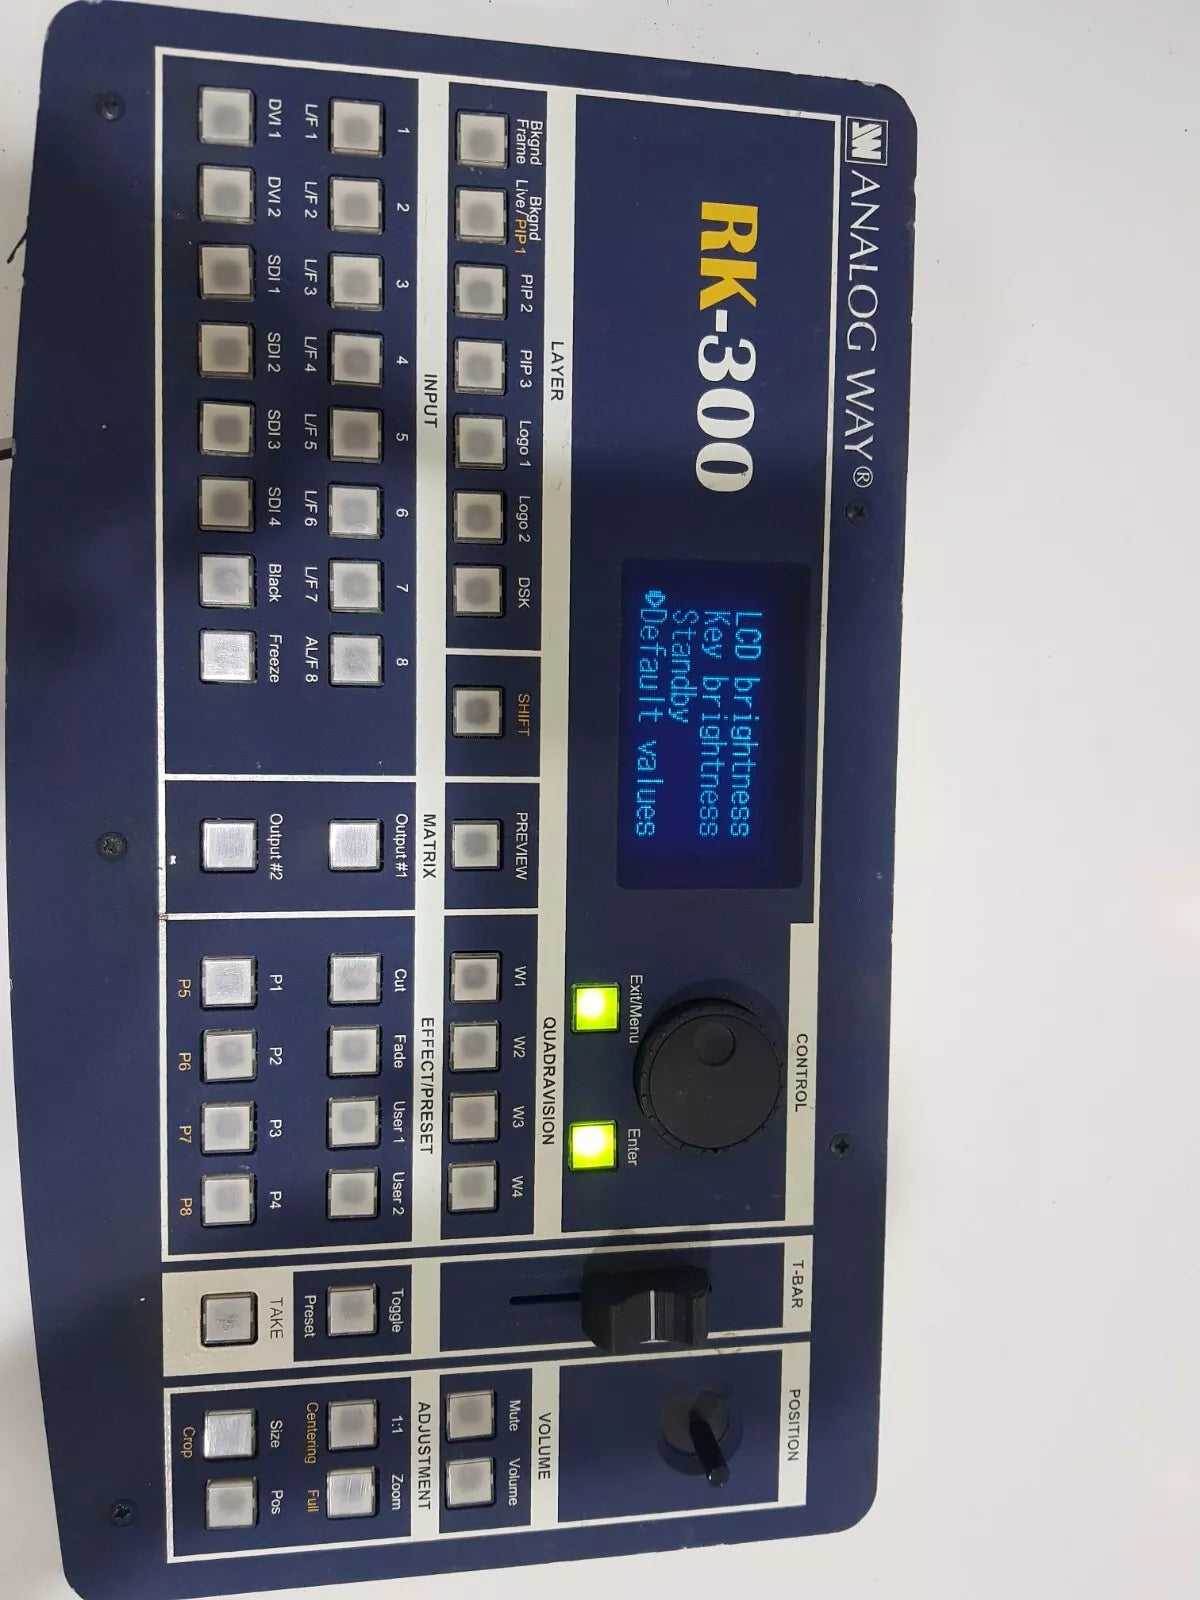 ANALOG WAY®
RK-300
LCD brightness
Key brightness
Standby
Default values
CONTROL
Exit/Menu
Enter
T-BAR
POSITION
LAYER
Bkgnd
Frame
Bkgnd
Live/PIP1
PIP 2
PIP 3
Logo 1
Logo 2
DSK
SHIFT
PREVIEW
QUADRAVISION
W1
W2
W3
W4
VOLUME
Mute
Volume
INPUT
1
2
3
4
5
6
7
8
L/F 1
L/F 2
L/F 3
L/F 4
L/F 5
L/F 6
L/F 7
AL/F 8
DVI 1
DVI 2
SDI 1
SDI 2
SDI 3
SDI 4
Black
Freeze
MATRIX
Output #1
Output #2
EFFECT/PRESET
Cut
Fade
User 1
User 2
P1
P2
P3
P4
P5
P6
P7
P8
Toggle
Preset
TAKE
ADJUSTMENT
1:1
Zoom
Centering
Full
Size
Pos
Crop